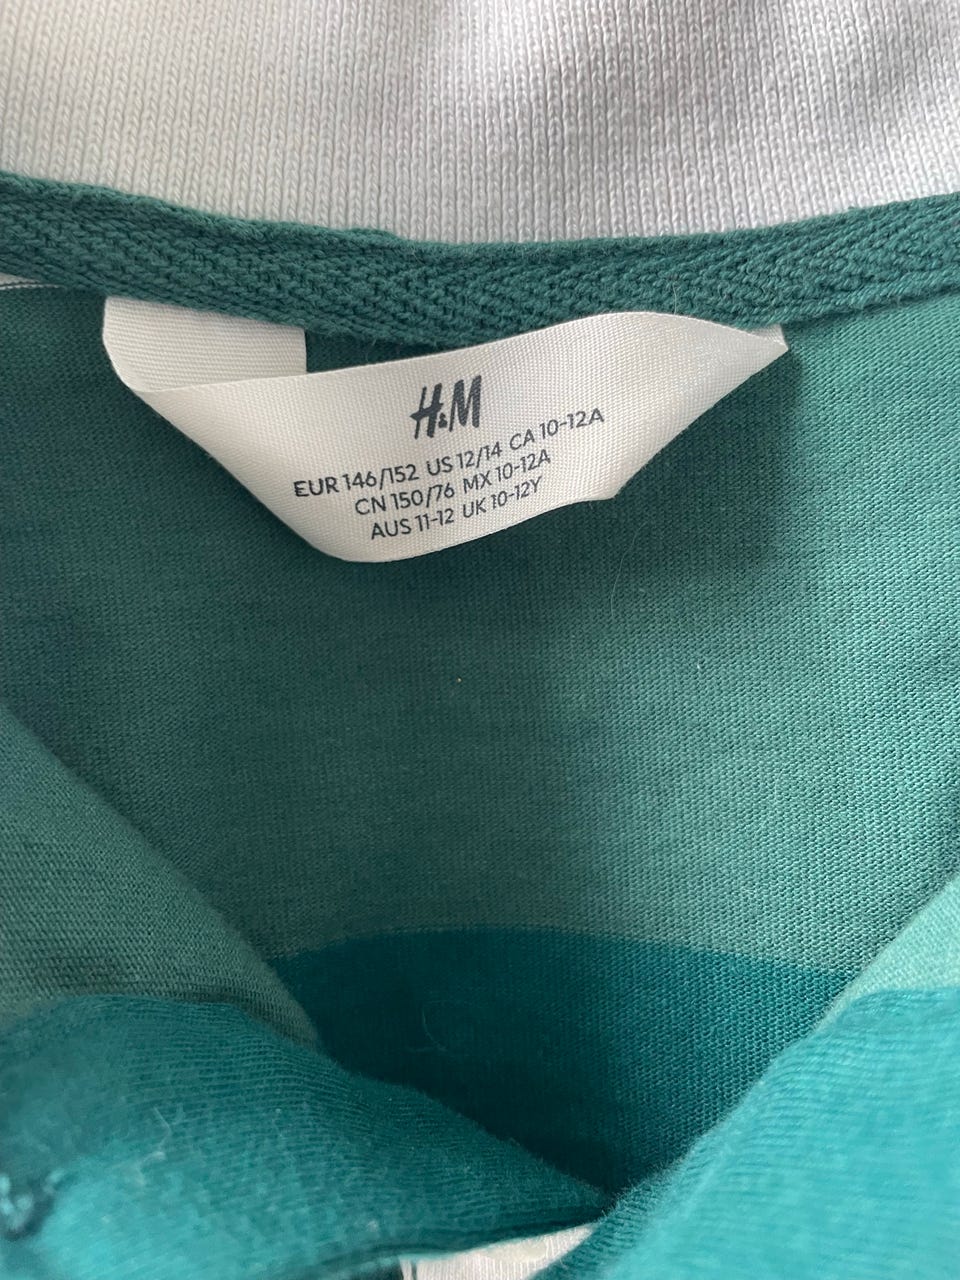 H&M
EUR 146/152 US 12/14 CA 10-12A
CN 150/76 MX 10-12A
AUS 11-12 UK 10-12Y